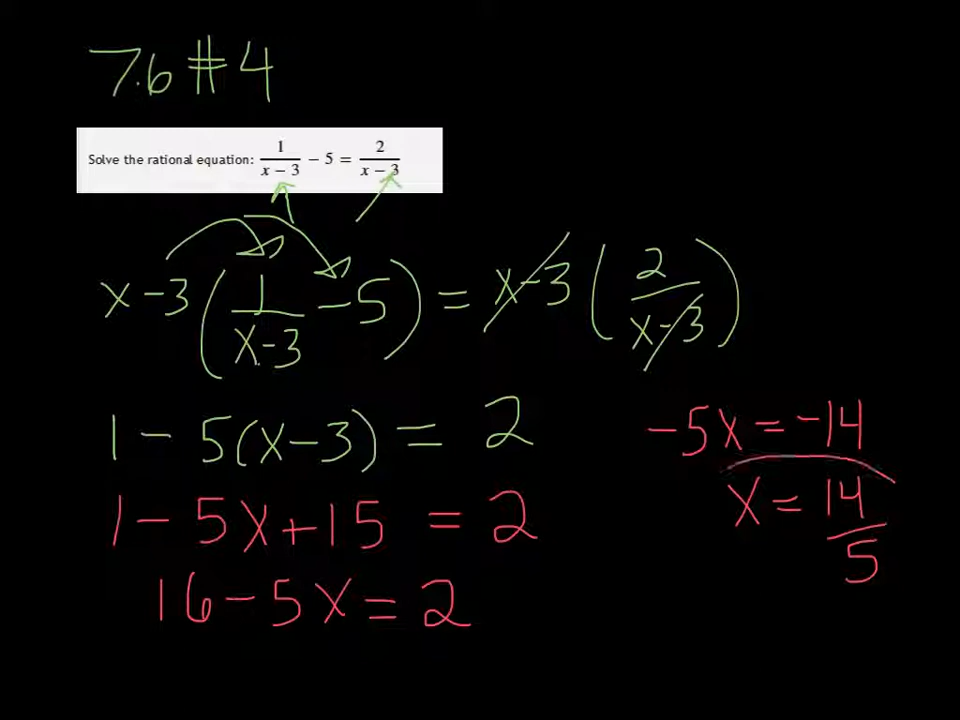 7.6 #4
Solve the rational equation: 1/(x − 3) − 5 = 2/(x − 3)
x - 3 ( 1/(x-3) - 5 ) = x - 3 ( 2/(x-3) )
1 - 5(x - 3) = 2
1 - 5x + 15 = 2
16 - 5x = 2
-5x = -14
x = 14/5